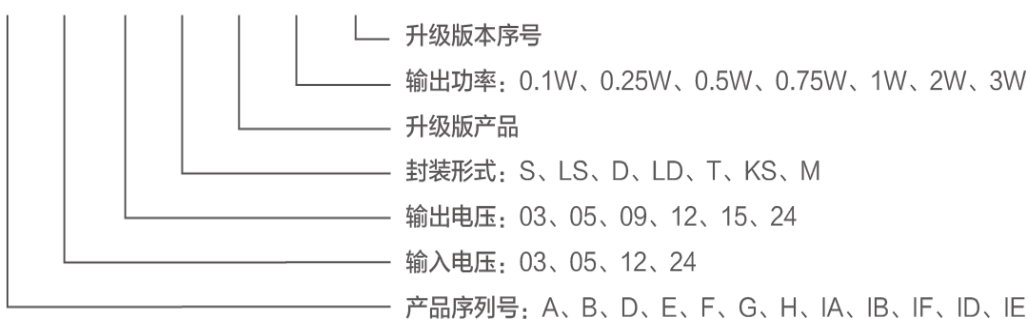 升级版本序号
输出功率：0.1W、0.25W、0.5W、0.75W、1W、2W、3W
升级版产品
封装形式：S、LS、D、LD、T、KS、M
输出电压：03、05、09、12、15、24
输入电压：03、05、12、24
产品序列号：A、B、D、E、F、G、H、IA、IB、IF、ID、IE